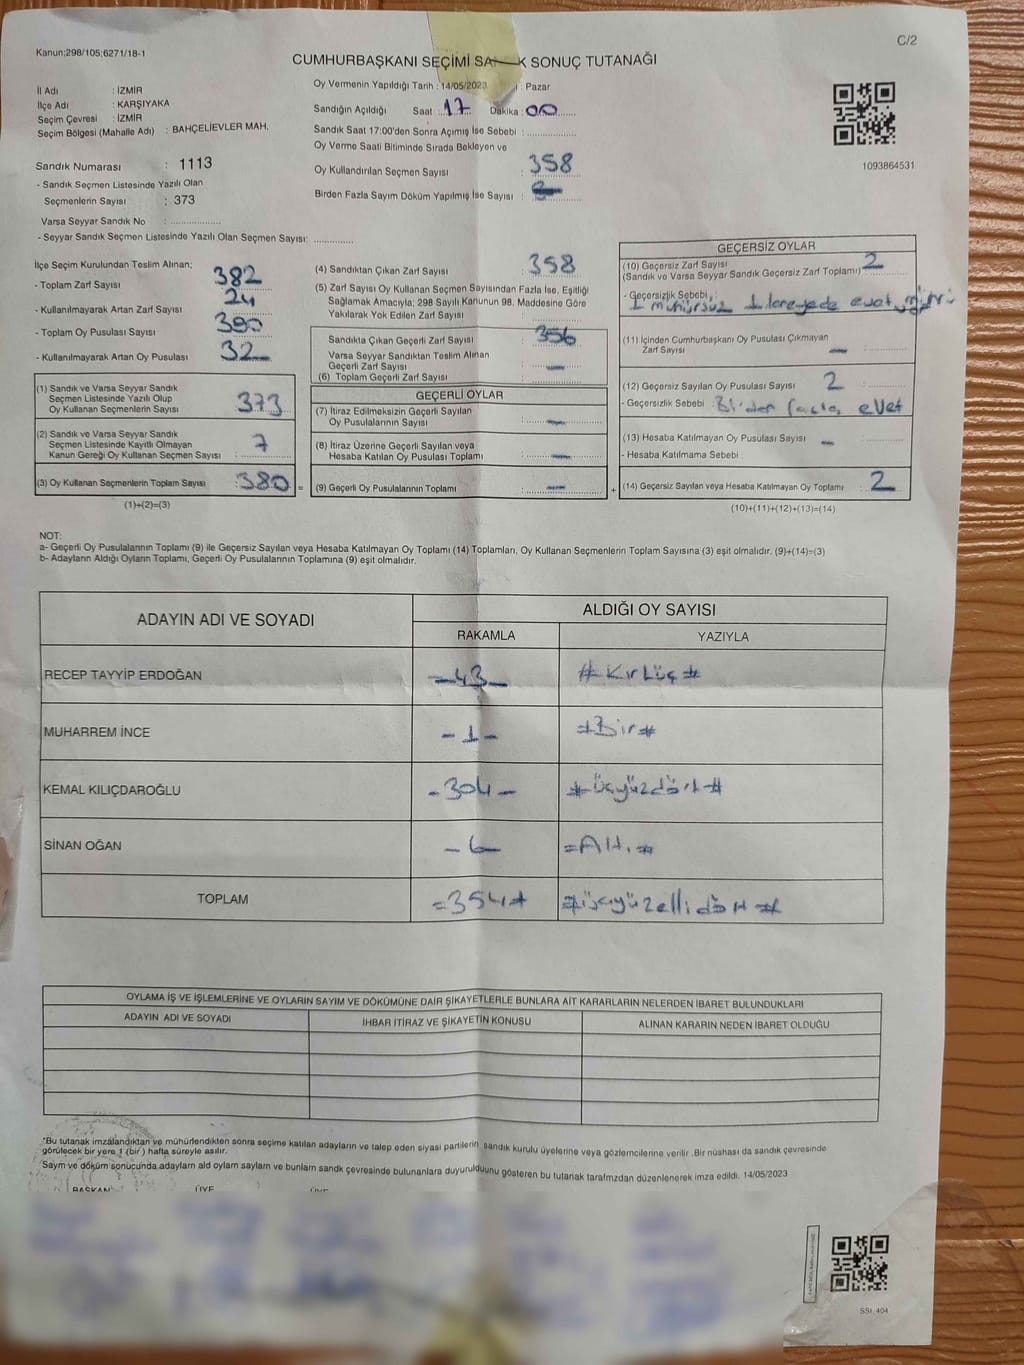 Kanun;298/105;6271/18-1
C/2
CUMHURBAŞKANI SEÇİMİ SA K SONUÇ TUTANAĞI
İl Adı : İZMİR
İlçe Adı : KARŞIYAKA
Seçim Çevresi : İZMİR
Seçim Bölgesi (Mahalle Adı) : BAHÇELİEVLER MAH.
Sandık Numarası : 1113
- Sandık Seçmen Listesinde Yazılı Olan
Seçmenlerin Sayısı : 373
Varsa Seyyar Sandık No :
- Seyyar Sandık Seçmen Listesinde Yazılı Olan Seçmen Sayısı:
Oy Vermenin Yapıldığı Tarih : 14/05/2023 : Pazar
Sandığın Açıldığı Saat : 17 Dakika : 00
Sandık Saat 17:00'den Sonra Açımış İse Sebebi :
Oy Verme Saati Bitiminde Sırada Bekleyen ve
Oy Kullandırılan Seçmen Sayısı : 358
Birden Fazla Sayım Döküm Yapılmış İse Sayısı :
1093864531
İlçe Seçim Kurulundan Teslim Alınan;
- Toplam Zarf Sayısı 382
- Kullanılmayarak Artan Zarf Sayısı 24
- Toplam Oy Pusulası Sayısı 390
- Kullanılmayarak Artan Oy Pusulası 32
(1) Sandık ve Varsa Seyyar Sandık
Seçmen Listesinde Yazılı Olup
Oy Kullanan Seçmenlerin Sayısı 373
(2) Sandık ve Varsa Seyyar Sandık
Seçmen Listesinde Kayıtlı Olmayan
Kanun Gereği Oy Kullanan Seçmen Sayısı : 7
(3) Oy Kullanan Seçmenlerin Toplam Sayısı : 380
(1)+(2)=(3)
(4) Sandıktan Çıkan Zarf Sayısı : 358
(5) Zarf Sayısı Oy Kullanan Seçmen Sayısından Fazla İse, Eşitliği
Sağlamak Amacıyla; 298 Sayılı Kanunun 98. Maddesine Göre
Yakılarak Yok Edilen Zarf Sayısı :
Sandıkta Çıkan Geçerli Zarf Sayısı : 356
Varsa Seyyar Sandıktan Teslim Alınan
Geçerli Zarf Sayısı : —
(6) Toplam Geçerli Zarf Sayısı :
GEÇERLİ OYLAR
(7) İtiraz Edilmeksizin Geçerli Sayılan
Oy Pusulalarının Sayısı : —
(8) İtiraz Üzerine Geçerli Sayılan veya
Hesaba Katılan Oy Pusulası Toplamı : —
= (9) Geçerli Oy Pusulalarının Toplamı : — +
GEÇERSİZ OYLAR
(10) Geçersiz Zarf Sayısı 2
(Sandık ve Varsa Seyyar Sandık Geçersiz Zarf Toplamı)
- Geçersizlik Sebebi :
1 mühürsüz 1 evet
(11) İçinden Cumhurbaşkanı Oy Pusulası Çıkmayan
Zarf Sayısı —
(12) Geçersiz Sayılan Oy Pusulası Sayısı 2
- Geçersizlik Sebebi : Birden fazla evet
(13) Hesaba Katılmayan Oy Pusulası Sayısı —
- Hesaba Katılmama Sebebi :
(14) Geçersiz Sayılan veya Hesaba Katılmayan Oy Toplamı : 2
(10)+(11)+(12)+(13)=(14)
NOT:
a- Geçerli Oy Pusulalarının Toplamı (9) ile Geçersiz Sayılan veya Hesaba Katılmayan Oy Toplamı (14) Toplamları, Oy Kullanan Seçmenlerin Toplam Sayısına (3) eşit olmalıdır. (9)+(14)=(3)
b- Adayların Aldığı Oyların Toplamı, Geçerli Oy Pusulalarının Toplamına (9) eşit olmalıdır.
ADAYIN ADI VE SOYADI
ALDIĞI OY SAYISI
RAKAMLA YAZIYLA
RECEP TAYYİP ERDOĞAN -43- # Kırküç #
MUHARREM İNCE - 1 - # Bir #
KEMAL KILIÇDAROĞLU - 304 - # Üçyüzdört #
SİNAN OĞAN - 6 = Altı #
TOPLAM = 354 # # üçyüzellidört #
OYLAMA İŞ VE İŞLEMLERİNE VE OYLARIN SAYIM VE DÖKÜMÜNE DAİR ŞİKAYETLERLE BUNLARA AİT KARARLARIN NELERDEN İBARET BULUNDUKLARI
ADAYIN ADI VE SOYADI İHBAR İTİRAZ VE ŞİKAYETİN KONUSU ALINAN KARARIN NEDEN İBARET OLDUĞU
*Bu tutanak imzalandıktan ve mühürlendikten sonra seçime katılan adayların ve talep eden siyasi partilerin, sandık kurulu üyelerine veya gözlemcilerine verilir .Bir nüshası da sandık çevresinde
görülecek bir yere 1 (bir) hafta süreyle asılır.
Sayım ve döküm sonucunda adayların ald oyların sayların ve bunların sandk çevresinde bulunanlara duyurulduunu gösteren bu tutanak tarafmzdan düzenlenerek imza edildi. 14/05/2023
BAŞKAN ÜYE ÜYE
SSI, 404